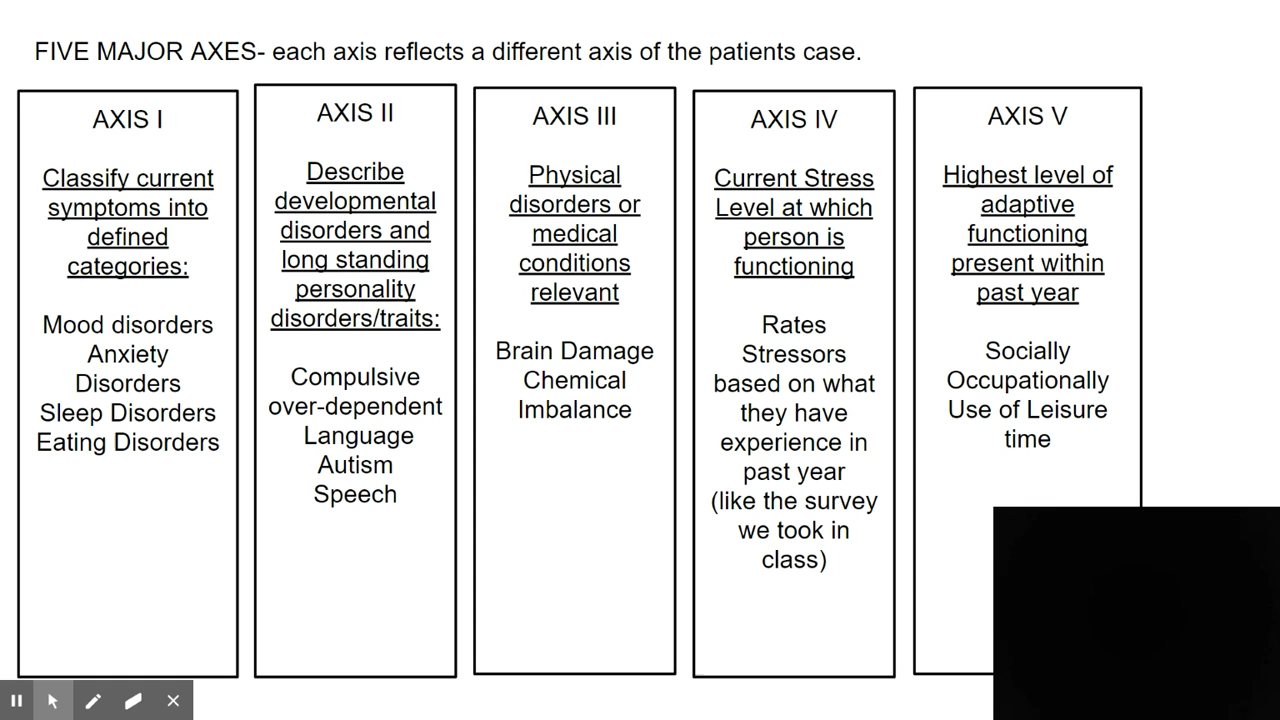 FIVE MAJOR AXES- each axis reflects a different axis of the patients case.
AXIS I
Classify current
symptoms into
defined
categories:
Mood disorders
Anxiety
Disorders
Sleep Disorders
Eating Disorders
AXIS II
Describe
developmental
disorders and
long standing
personality
disorders/traits:
Compulsive
over-dependent
Language
Autism
Speech
AXIS III
Physical
disorders or
medical
conditions
relevant
Brain Damage
Chemical
Imbalance
AXIS IV
Current Stress
Level at which
person is
functioning
Rates
Stressors
based on what
they have
experience in
past year
(like the survey
we took in
class)
AXIS V
Highest level of
adaptive
functioning
present within
past year
Socially
Occupationally
Use of Leisure
time